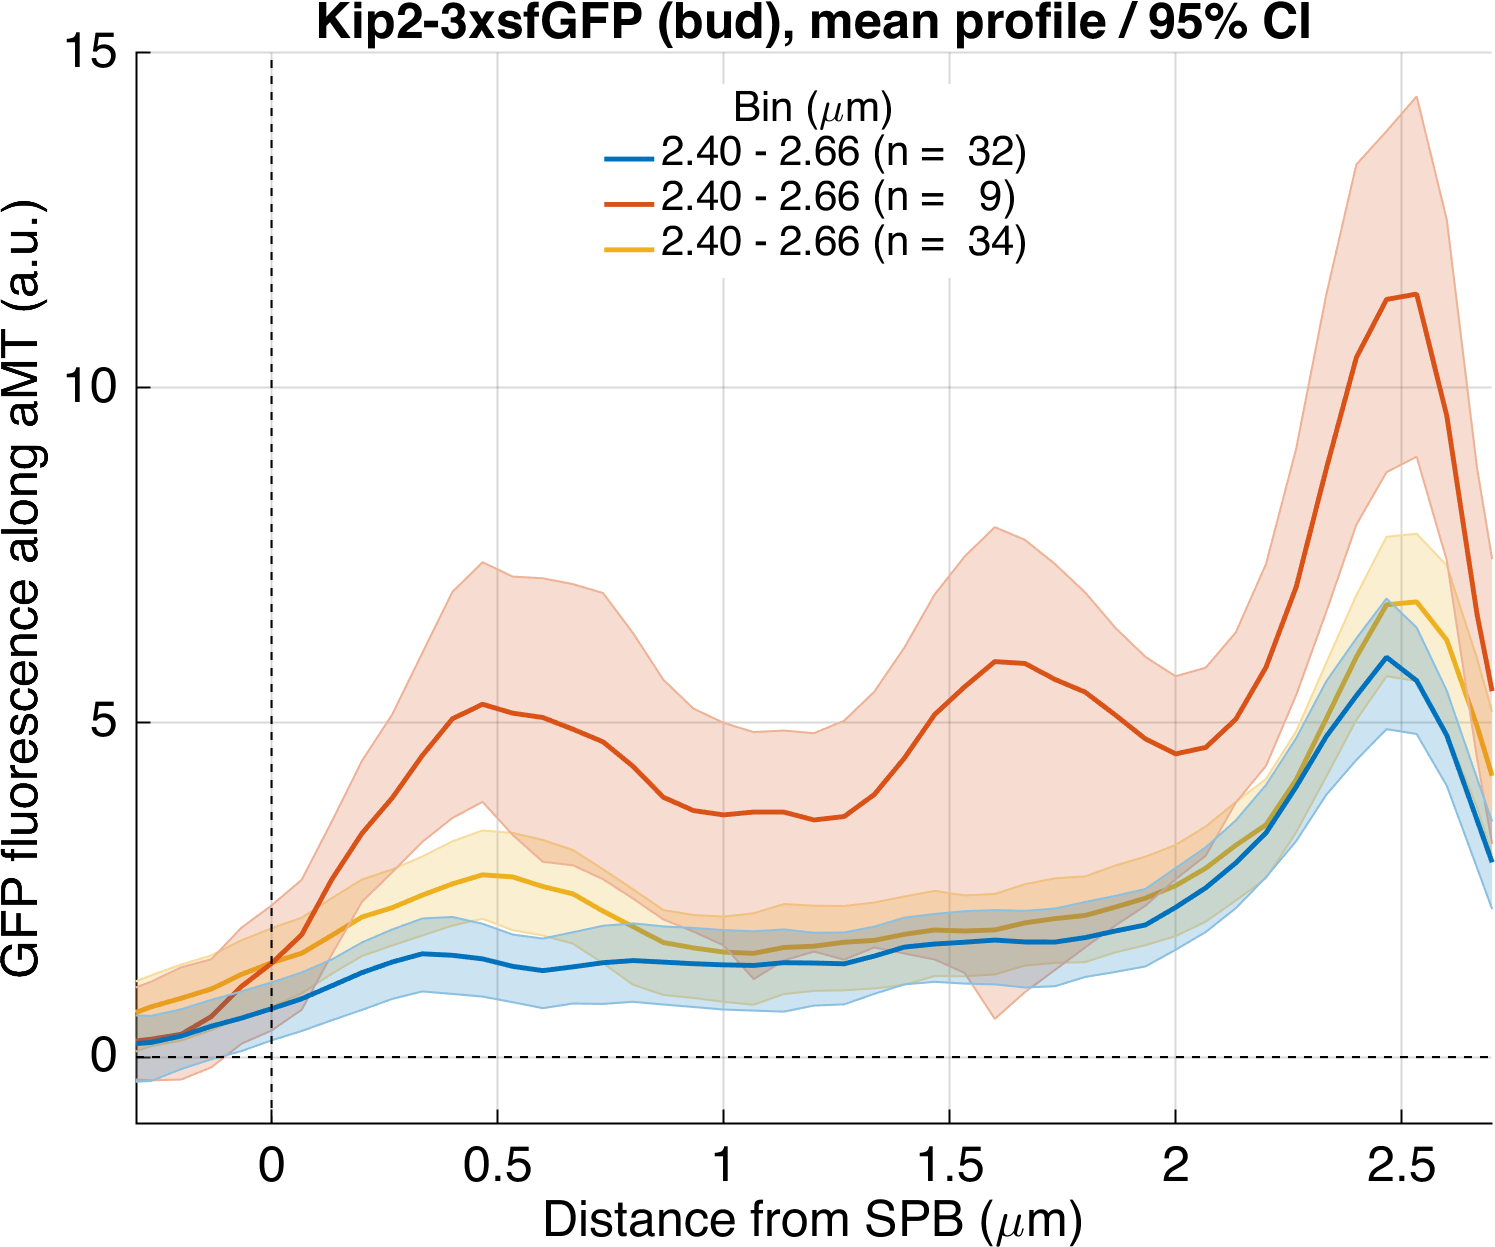 Kip2-3xsfGFP (bud), mean profile / 95% CI
GFP fluorescence along aMT (a.u.)
15
10
5
0
Bin (μm)
2.40 - 2.66 (n = 32)
2.40 - 2.66 (n = 9)
2.40 - 2.66 (n = 34)
0 0.5 1 1.5 2 2.5
Distance from SPB (μm)